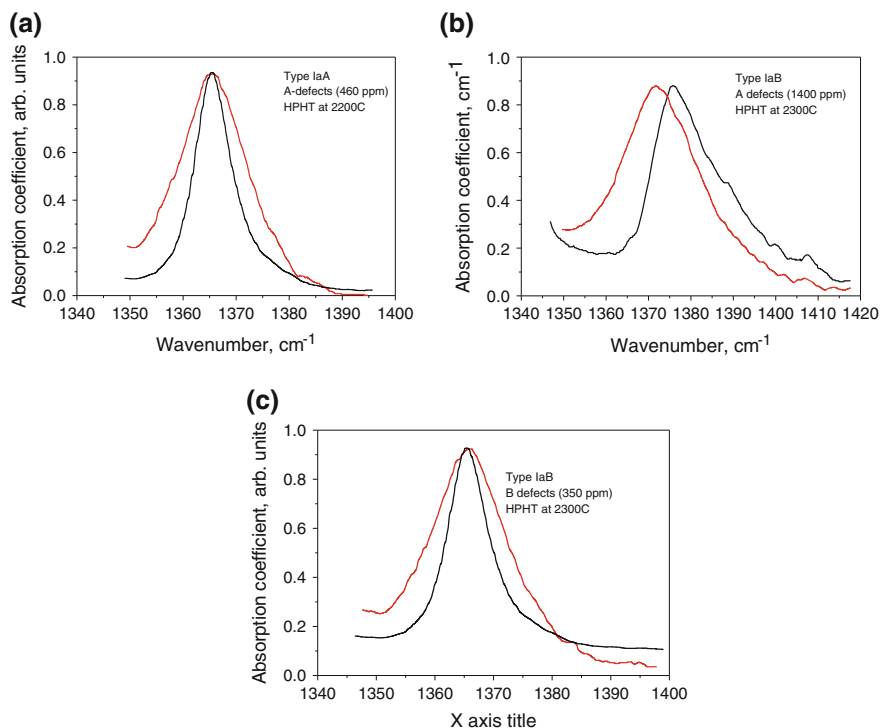 (a)
Absorption coefficient, arb. units
1.0
0.8
0.6
0.4
0.2
0.0
Type IaA
A-defects (460 ppm)
HPHT at 2200C
1340 1350 1360 1370 1380 1390 1400
Wavenumber, cm-1
(b)
Absorption coefficient, cm-1
1.0
0.8
0.6
0.4
0.2
0.0
Type IaB
A defects (1400 ppm)
HPHT at 2300C
1340 1350 1360 1370 1380 1390 1400 1410 1420
Wavenumber, cm-1
(c)
Absorption coefficient, arb. units
1.0
0.8
0.6
0.4
0.2
0.0
Type IaB
B defects (350 ppm)
HPHT at 2300C
1340 1350 1360 1370 1380 1390 1400
X axis title